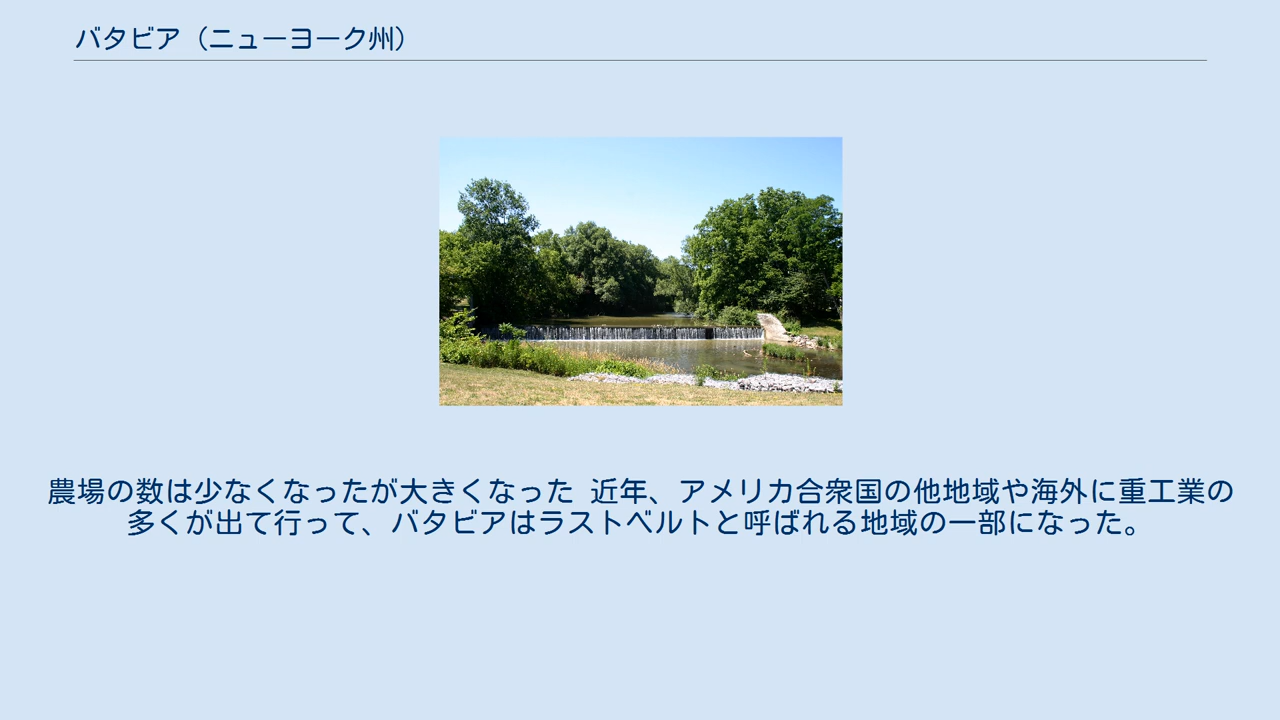 バタビア（ニューヨーク州）
農場の数は少なくなったが大きくなった 近年、アメリカ合衆国の他地域や海外に重工業の
多くが出て行って、バタビアはラストベルトと呼ばれる地域の一部になった。